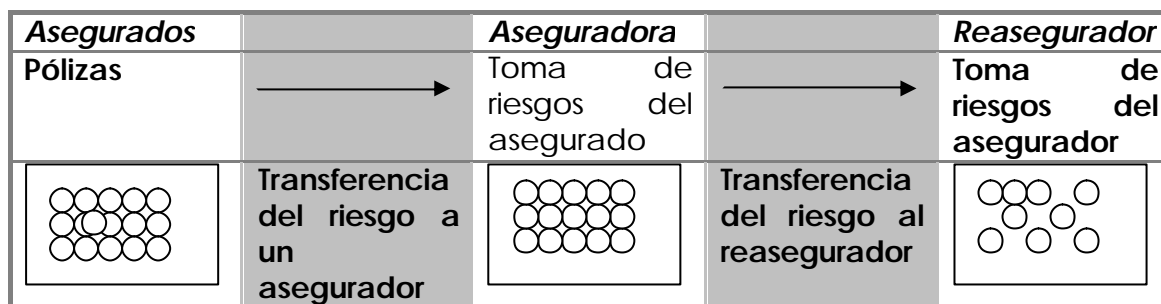 Asegurados Aseguradora Reasegurador
Pólizas
Toma de
riesgos del
asegurado
Toma de
riesgos del
asegurador
Transferencia
del riesgo a
un
asegurador
Transferencia
del riesgo al
reasegurador